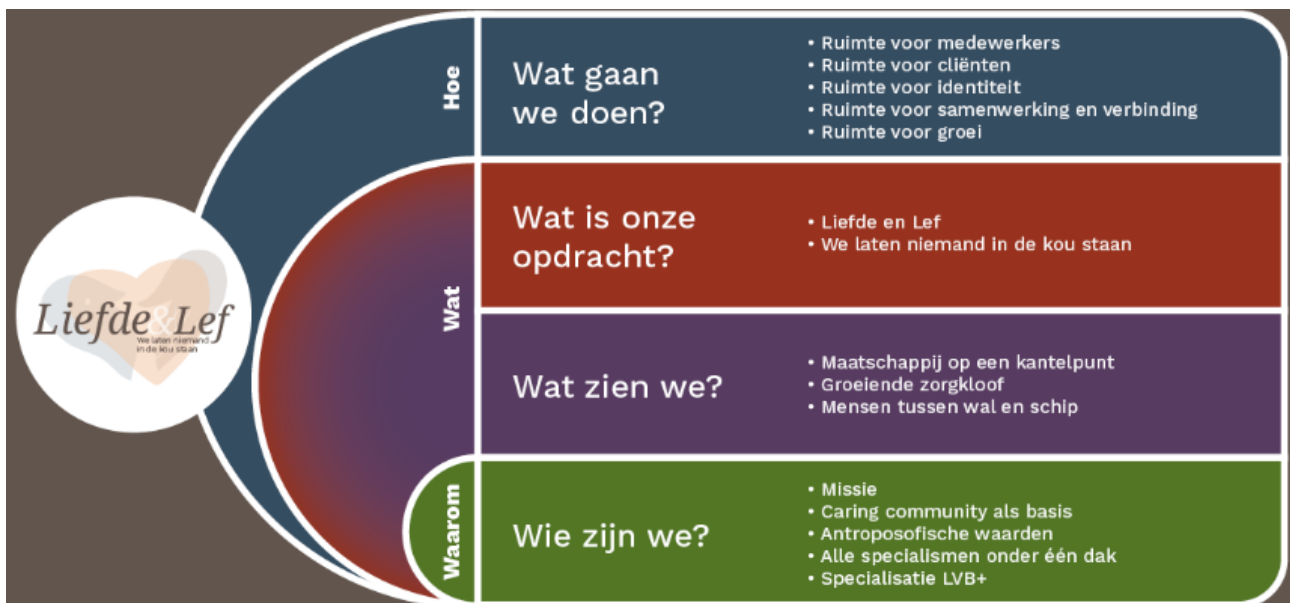 Liefde & Lef
We laten niemand
in de kou staan
Hoe
Wat gaan
we doen?
• Ruimte voor medewerkers
• Ruimte voor cliënten
• Ruimte voor identiteit
• Ruimte voor samenwerking en verbinding
• Ruimte voor groei
Wat
Wat is onze
opdracht?
• Liefde en Lef
• We laten niemand in de kou staan
Wat zien we?
• Maatschappij op een kantelpunt
• Groeiende zorgkloof
• Mensen tussen wal en schip
Waarom
Wie zijn we?
• Missie
• Caring community als basis
• Antroposofische waarden
• Alle specialismen onder één dak
• Specialisatie LVB+